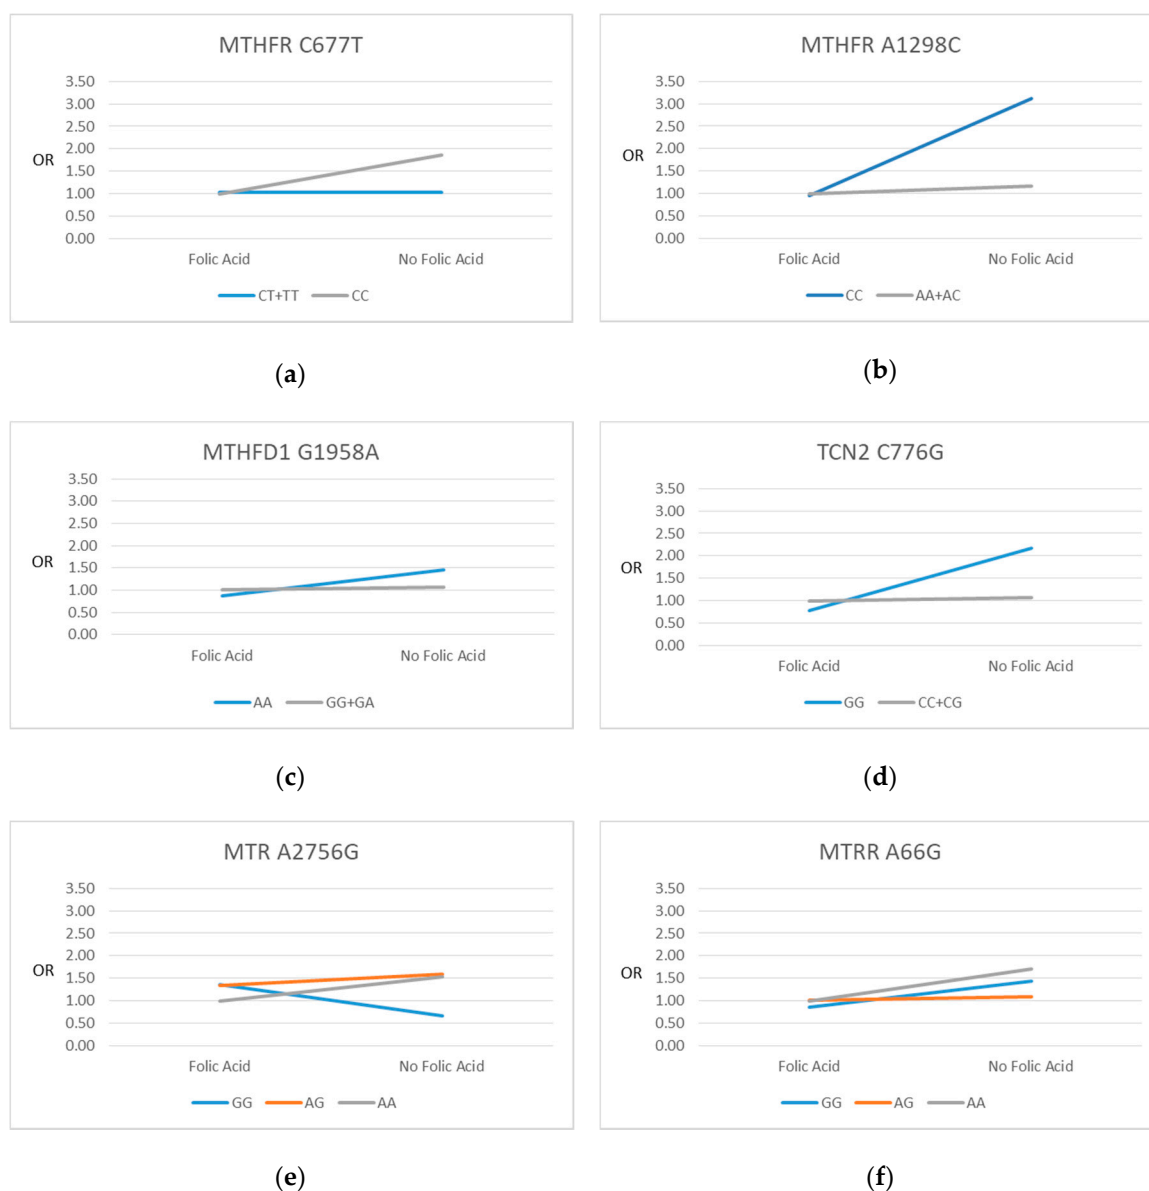 MTHFR C677T
3.50
3.00
2.50
2.00
OR
1.50
1.00
0.50
0.00
Folic Acid No Folic Acid
CT+TT CC
(a)
MTHFR A1298C
3.50
3.00
2.50
2.00
OR
1.50
1.00
0.50
0.00
Folic Acid No Folic Acid
CC AA+AC
(b)
MTHFD1 G1958A
3.50
3.00
2.50
2.00
OR
1.50
1.00
0.50
0.00
Folic Acid No Folic Acid
AA GG+GA
(c)
TCN2 C776G
3.50
3.00
2.50
2.00
OR
1.50
1.00
0.50
0.00
Folic Acid No Folic Acid
GG CC+CG
(d)
MTR A2756G
3.50
3.00
2.50
2.00
OR
1.50
1.00
0.50
0.00
Folic Acid No Folic Acid
GG AG AA
(e)
MTRR A66G
3.50
3.00
2.50
2.00
OR
1.50
1.00
0.50
0.00
Folic Acid No Folic Acid
GG AG AA
(f)